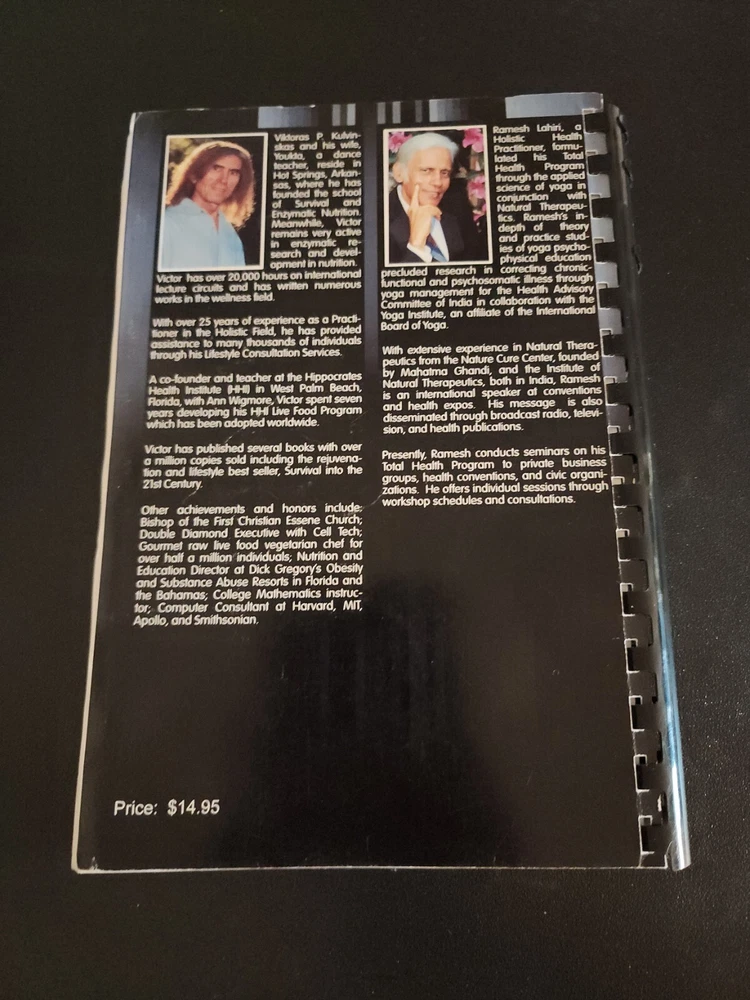 Viktoras P. Kulvin-
skas and his wife,
Youkta, a dance
teacher, reside in
Hot Springs, Arkan-
sas, where he has
founded the school
of Survival and
Enzymatic Nutrition.
Meanwhile, Victor
remains very active
in enzymatic re-
search and devel-
opment in nutrition.
Victor has over 20,000 hours on international
lecture circuits and has written numerous
works in the wellness field.
With over 25 years of experience as a Practi-
tioner in the Holistic Field, he has provided
assistance to many thousands of individuals
through his Lifestyle Consultation Services.
A co-founder and teacher at the Hippocrates
Health Institute (HHI) in West Palm Beach,
Florida, with Ann Wigmore, Victor spent seven
years developing his HHI Live Food Program
which has been adopted worldwide.
Victor has published several books with over
a million copies sold including the rejuvena-
tion and lifestyle best seller, Survival into the
21st Century.
Other achievements and honors include:
Bishop of the First Christian Essene Church;
Double Diamond Executive with Cell Tech;
Gourmet raw live food vegetarian chef for
over half a million individuals; Nutrition and
Education Director at Dick Gregory's Obesity
and Substance Abuse Resorts in Florida and
the Bahamas; College Mathematics instruc-
tor; Computer Consultant at Harvard, MIT,
Apollo, and Smithsonian.
Ramesh Lahiri, a
Holistic Health
Practitioner, formu-
lated his Total
Health Program
through the applied
science of yoga in
conjunction with
Natural Therapeu-
tics. Ramesh's in-
depth of theory
and practice stud-
ies of yoga psycho-
physical education
precluded research in correcting chronic-
functional and psychosomatic illness through
yoga management for the Health Advisory
Committee of India in collaboration with the
Yoga Institute, an affiliate of the International
Board of Yoga.
With extensive experience in Natural Thera-
peutics from the Nature Cure Center, founded
by Mahatma Ghandi, and the Institute of
Natural Therapeutics, both in India, Ramesh
is an international speaker at conventions
and health expos. His message is also
disseminated through broadcast radio, televi-
sion, and health publications.
Presently, Ramesh conducts seminars on his
Total Health Program to private business
groups, health conventions, and civic organi-
zations. He offers individual sessions through
workshop schedules and consultations.
Price: $14.95